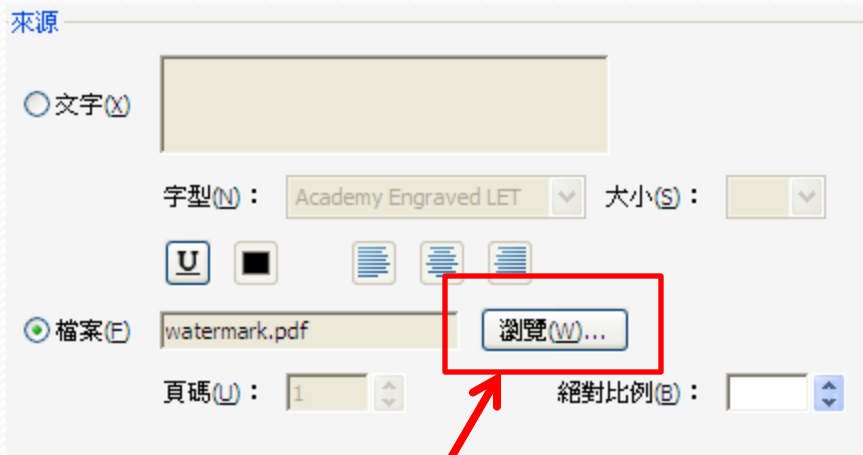 來源
文字(X)
字型(N)： Academy Engraved LET 大小(S)：
U
檔案(F) watermark.pdf 瀏覽(W)...
頁碼(U)： 1 絕對比例(B)：